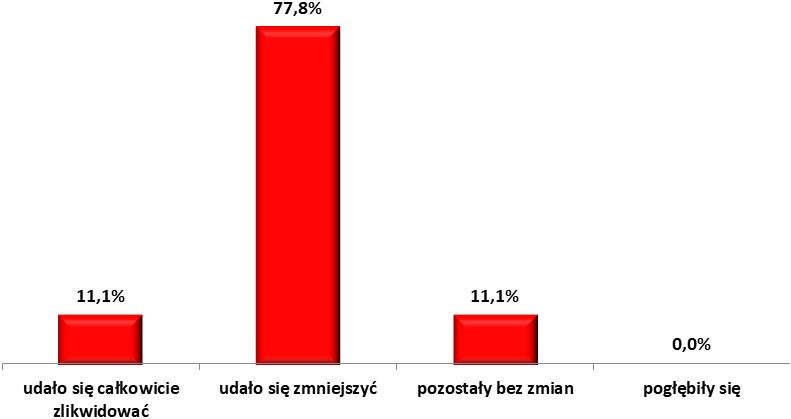 77,8%
11,1%
11,1%
0,0%
udało się całkowicie
zlikwidować
udało się zmniejszyć
pozostały bez zmian
pogłębiły się